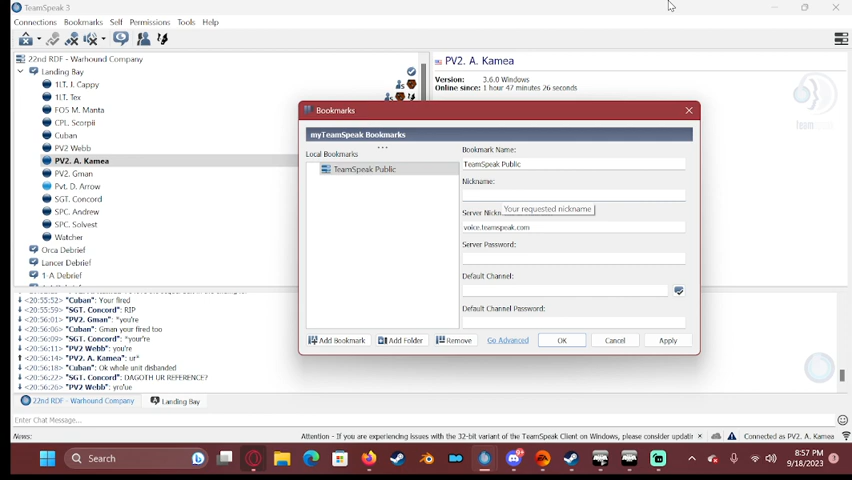 TeamSpeak 3
Connections Bookmarks Self Permissions Tools Help
22nd RDF - Warhound Company
Landing Bay
1LT. I. Cappy
1LT. Tex
FO5 M. Manta
CPL. Scorpii
Cuban
PV2 Webb
PV2. A. Kamea
PV2. Gman
Pvt. D. Arrow
SGT. Concord
SPC. Andrew
SPC. Solvest
Watcher
Orca Debrief
Lancer Debrief
1-A Debrief
PV2. A. Kamea
Version: 3.6.0 Windows
Online since: 1 hour 47 minutes 26 seconds
Bookmarks
myTeamSpeak Bookmarks
Local Bookmarks
TeamSpeak Public
Bookmark Name:
TeamSpeak Public
Nickname:
Your requested nickname
Server Nickn
voice.teamspeak.com
Server Password:
Default Channel:
Default Channel Password:
Add Bookmark Add Folder Remove Go Advanced OK Cancel Apply
<20:55:52> "Cuban": Your fired
<20:55:59> "SGT. Concord": RIP
<20:56:01> "PV2. Gman": *you're
<20:56:06> "Cuban": Gman your fired too
<20:56:09> "SGT. Concord": *your're
<20:56:11> "PV2 Webb": you're
<20:56:14> "PV2. A. Kamea": ur*
<20:56:18> "Cuban": Ok whole unit disbanded
<20:56:22> "SGT. Concord": DAGOTH UR REFERENCE?
<20:56:26> "PV2 Webb": yro'ue
22nd RDF - Warhound Company Landing Bay
Enter Chat Message...
News: Attention - If you are experiencing issues with the 32-bit variant of the TeamSpeak Client on Windows, please consider updatin Connected as PV2. A. Kamea
Search
8:57 PM
9/18/2023